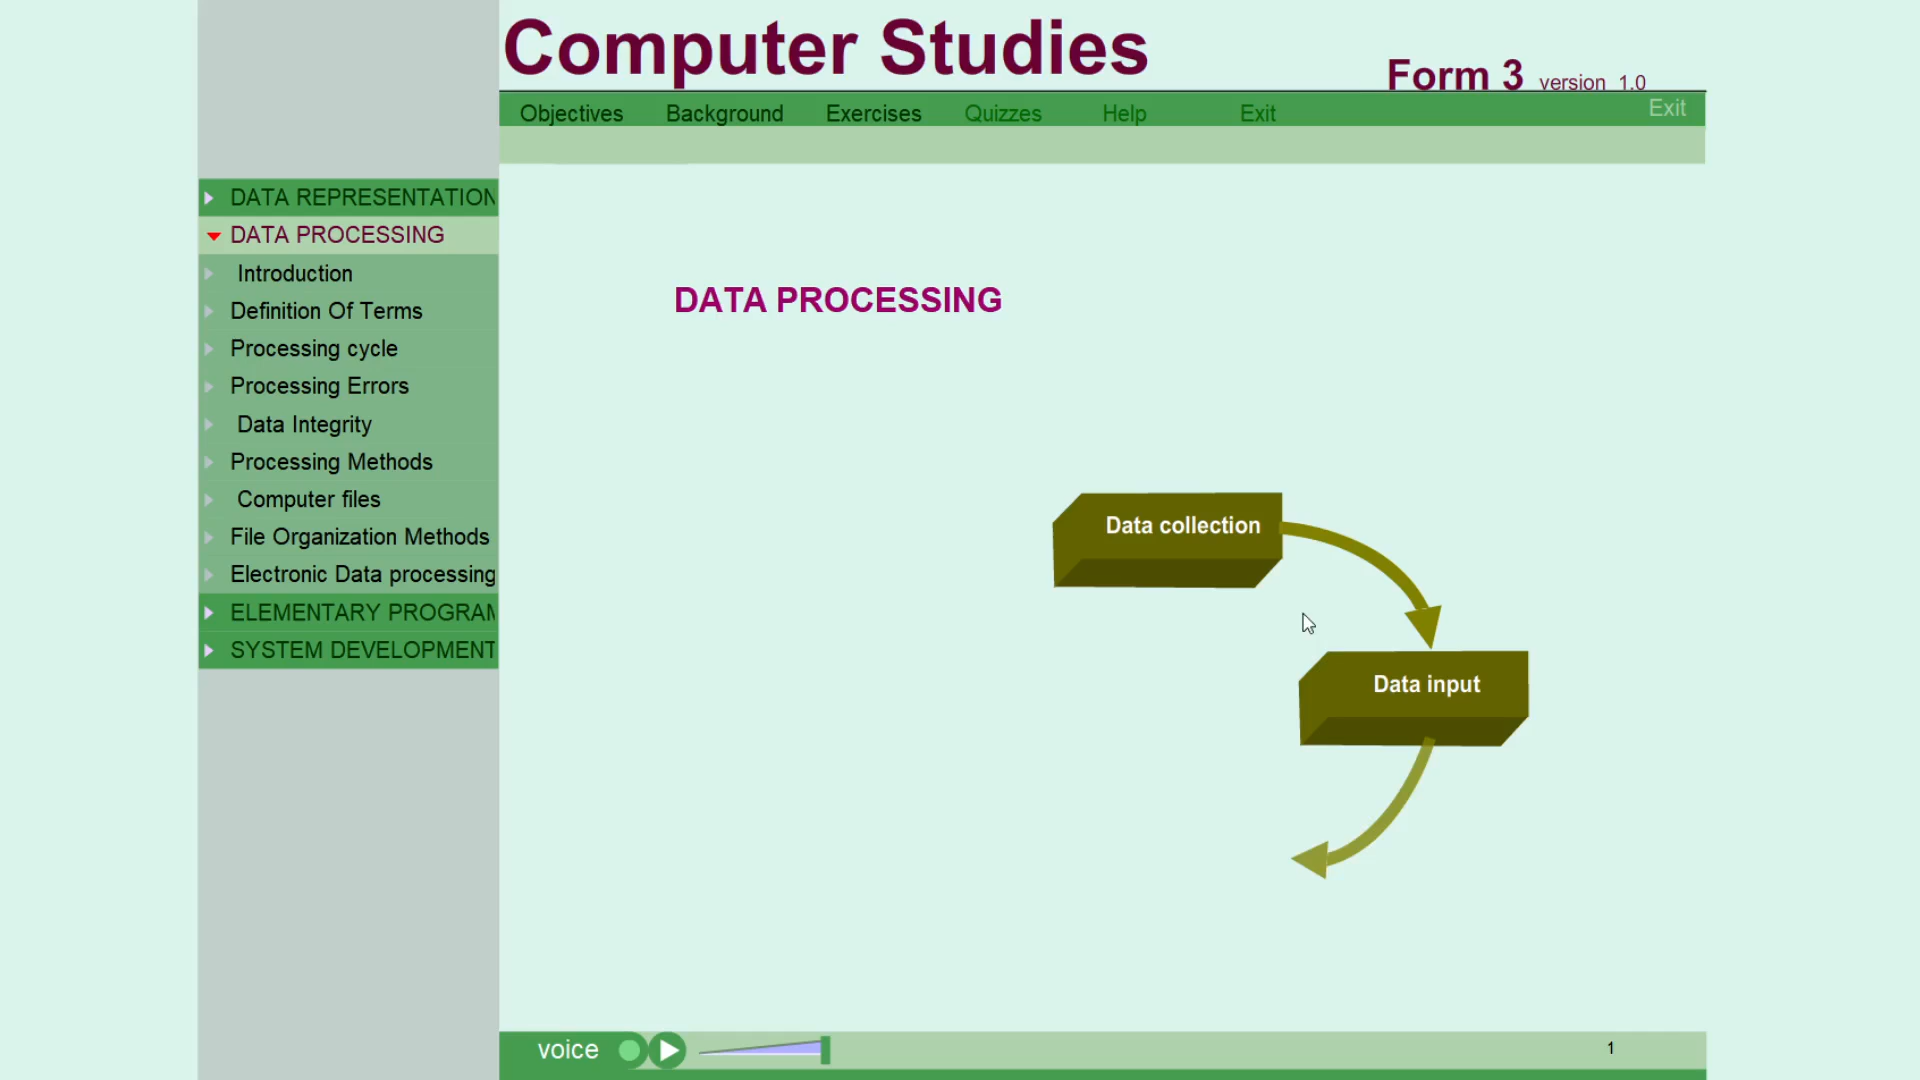 Computer Studies
Form 3 version 1.0
Objectives Background Exercises Quizzes Help Exit Exit
DATA REPRESENTATION
DATA PROCESSING
Introduction
Definition Of Terms
Processing cycle
Processing Errors
Data Integrity
Processing Methods
Computer files
File Organization Methods
Electronic Data processing
ELEMENTARY PROGRAM
SYSTEM DEVELOPMENT
DATA PROCESSING
Data collection
Data input
voice
1